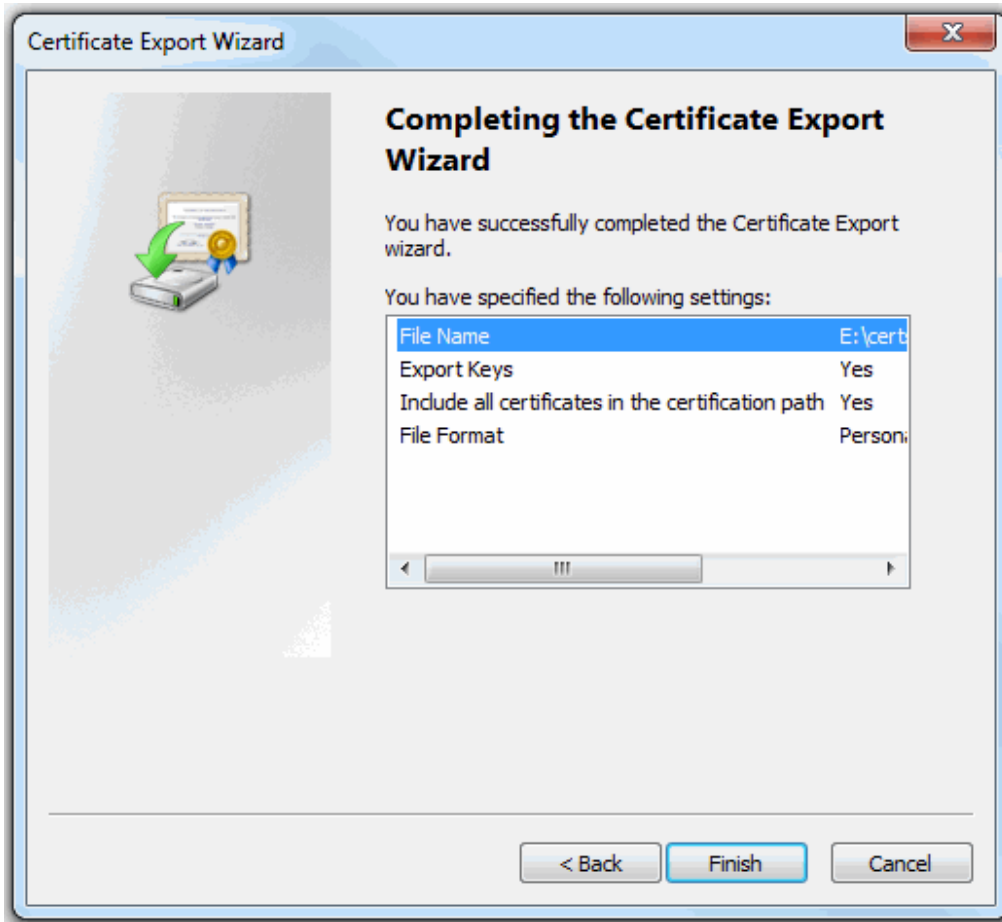 Certificate Export Wizard
Completing the Certificate Export
Wizard
You have successfully completed the Certificate Export
wizard.
You have specified the following settings:
File Name E:\certs
Export Keys Yes
Include all certificates in the certification path Yes
File Format Persona
< Back Finish Cancel